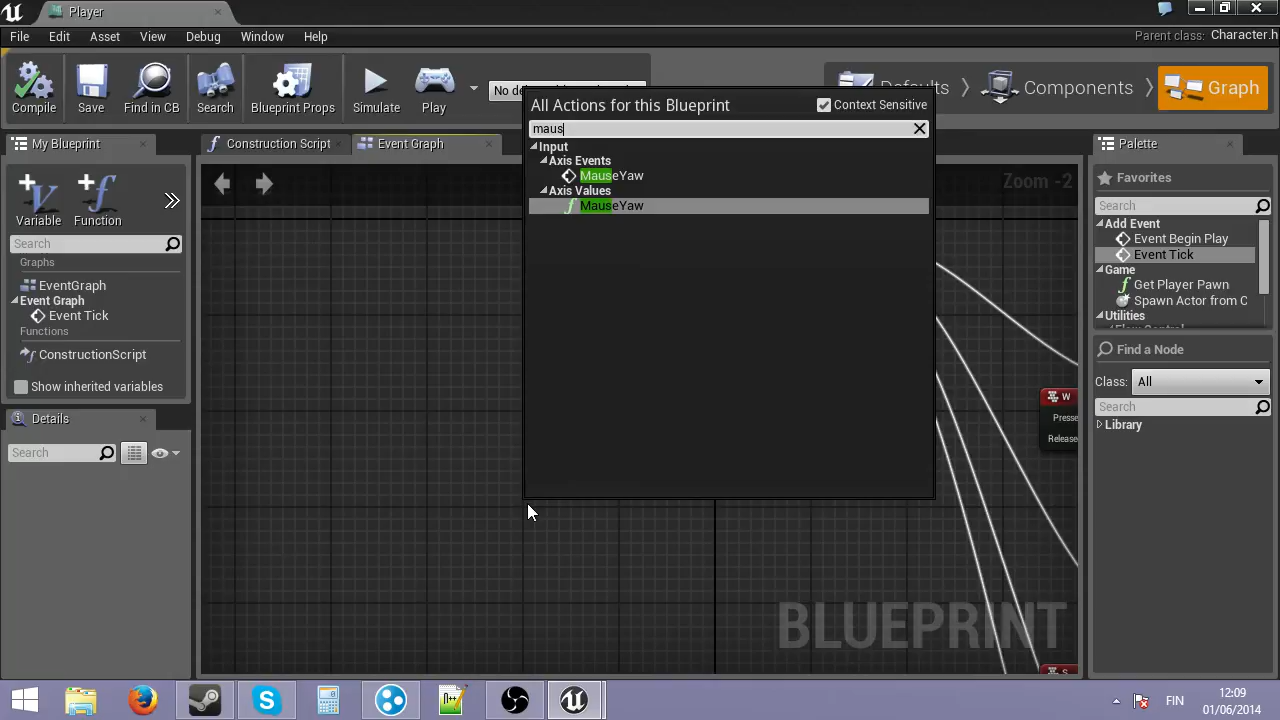 Player
File Edit Asset View Debug Window Help
Parent class: Character.h
Compile Save Find in CB Search Blueprint Props Simulate Play
Components Graph
All Actions for this Blueprint Context Sensitive
maus
Input
Axis Events
MauseYaw
Axis Values
MauseYaw
My Blueprint
Variable Function
Search
Graphs
EventGraph
Event Graph
Event Tick
Functions
ConstructionScript
Show inherited variables
Details
Search
Construction Script Event Graph
Zoom -2
W
Released
S
BLUEPRINT
Palette
Favorites
Search
Add Event
Event Begin Play
Event Tick
Game
Get Player Pawn
Spawn Actor from C
Utilities
Find a Node
Class: All
Search
Library
FIN
12:09
01/06/2014